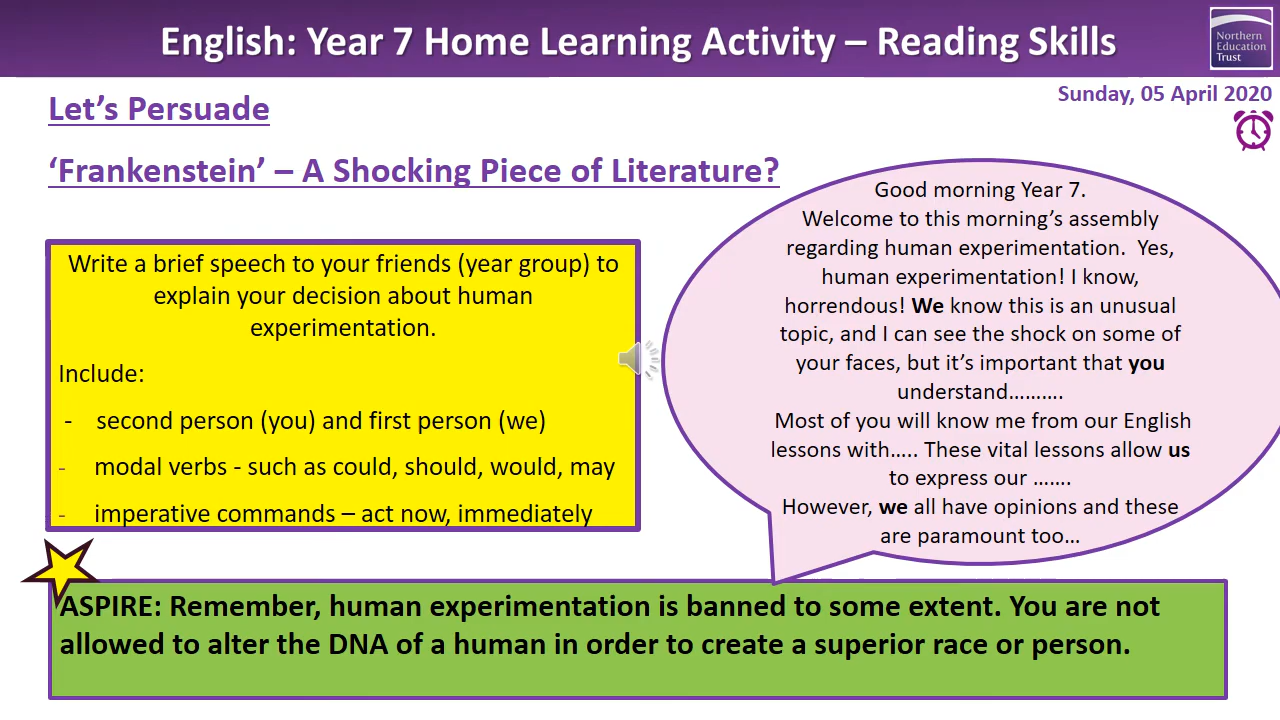 English: Year 7 Home Learning Activity – Reading Skills
Northern
Education
Trust
Sunday, 05 April 2020
Let’s Persuade
‘Frankenstein’ – A Shocking Piece of Literature?
Write a brief speech to your friends (year group) to
explain your decision about human
experimentation.
Include:
- second person (you) and first person (we)
- modal verbs - such as could, should, would, may
- imperative commands – act now, immediately
Good morning Year 7.
Welcome to this morning’s assembly
regarding human experimentation. Yes,
human experimentation! I know,
horrendous! We know this is an unusual
topic, and I can see the shock on some of
your faces, but it’s important that you
understand……….
Most of you will know me from our English
lessons with….. These vital lessons allow us
to express our …….
However, we all have opinions and these
are paramount too…
ASPIRE: Remember, human experimentation is banned to some extent. You are not
allowed to alter the DNA of a human in order to create a superior race or person.